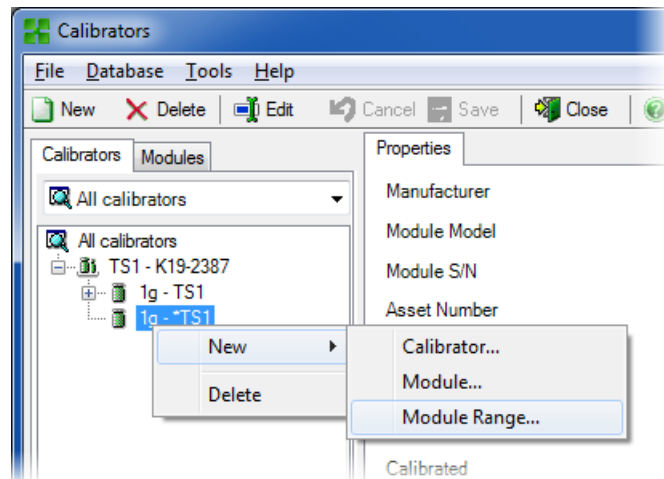 Calibrators
File Database Tools Help
New Delete Edit Cancel Save Close
Calibrators Modules
All calibrators
All calibrators
TS1 - K19-2387
1g - TS1
1g - *TS1
Properties
Manufacturer
Module Model
Module S/N
Asset Number
Calibrated
New
Delete
Calibrator...
Module...
Module Range...